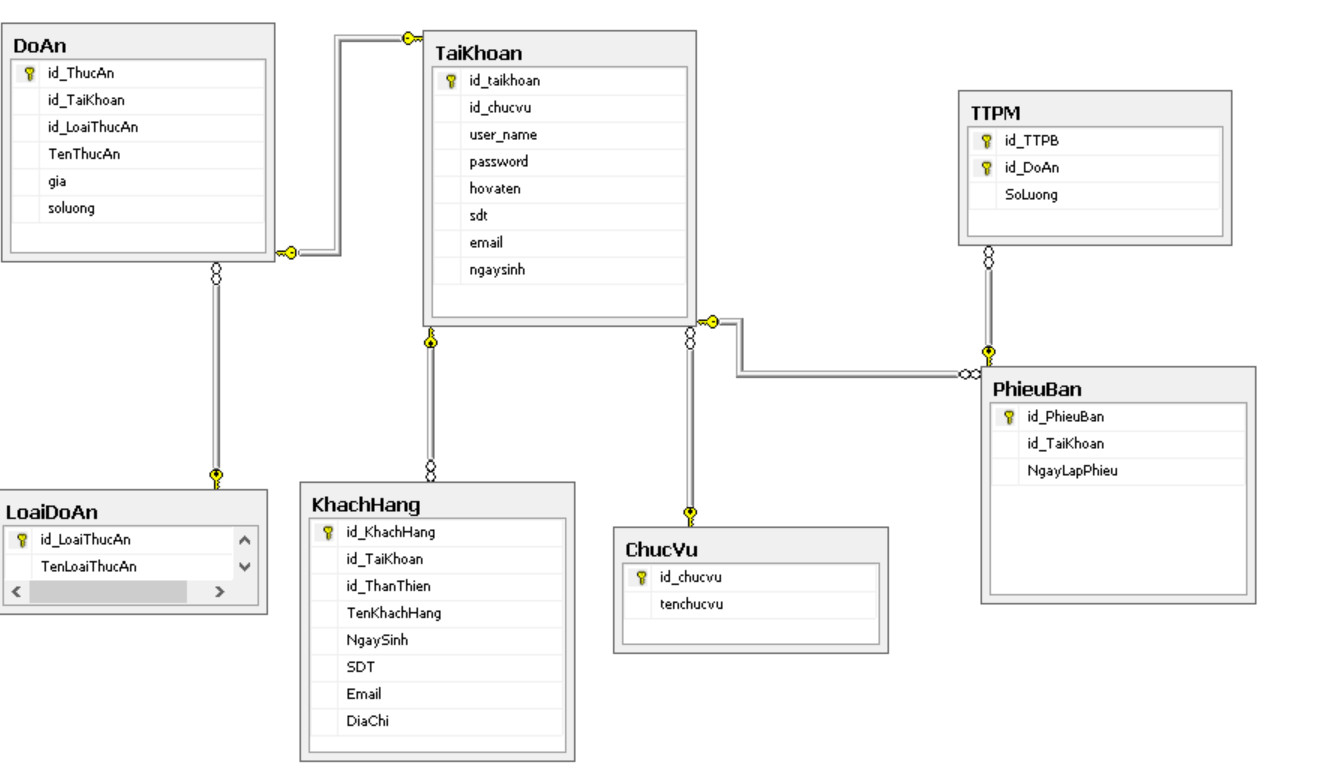 DoAn
id_ThucAn
id_TaiKhoan
id_LoaiThucAn
TenThucAn
gia
soluong
TaiKhoan
id_taikhoan
id_chucvu
user_name
password
hovaten
sdt
email
ngaysinh
TTPM
id_TTPB
id_DoAn
SoLuong
PhieuBan
id_PhieuBan
id_TaiKhoan
NgayLapPhieu
LoaiDoAn
id_LoaiThucAn
TenLoaiThucAn
KhachHang
id_KhachHang
id_TaiKhoan
id_ThanThien
TenKhachHang
NgaySinh
SDT
Email
DiaChi
ChucVu
id_chucvu
tenchucvu